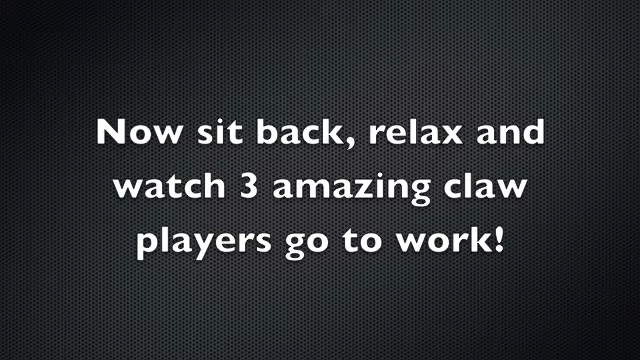 Now sit back, relax and
watch 3 amazing claw
players go to work!